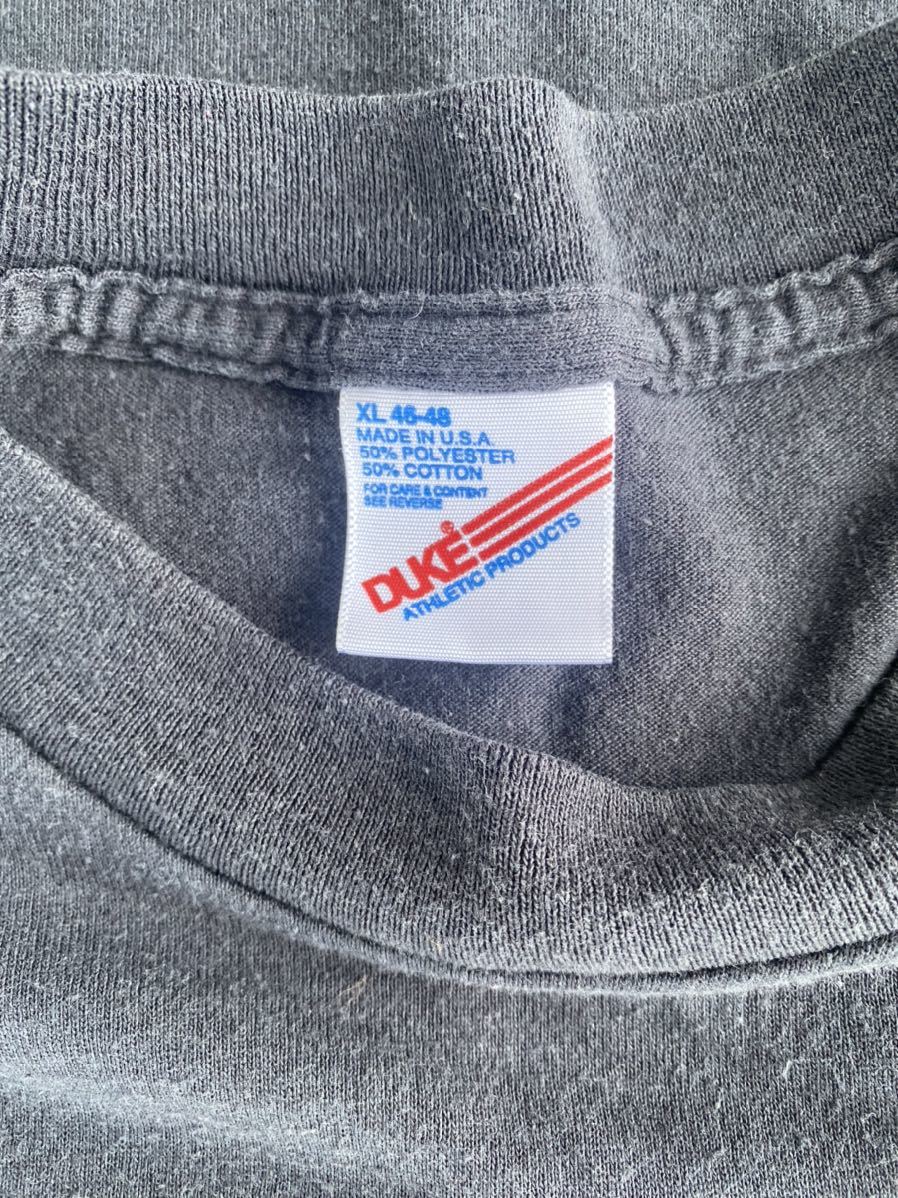 XL 46-48
MADE IN U.S.A.
50% POLYESTER
50% COTTON
FOR CARE & CONTENT
SEE REVERSE
DUKE®
ATHLETIC PRODUCTS